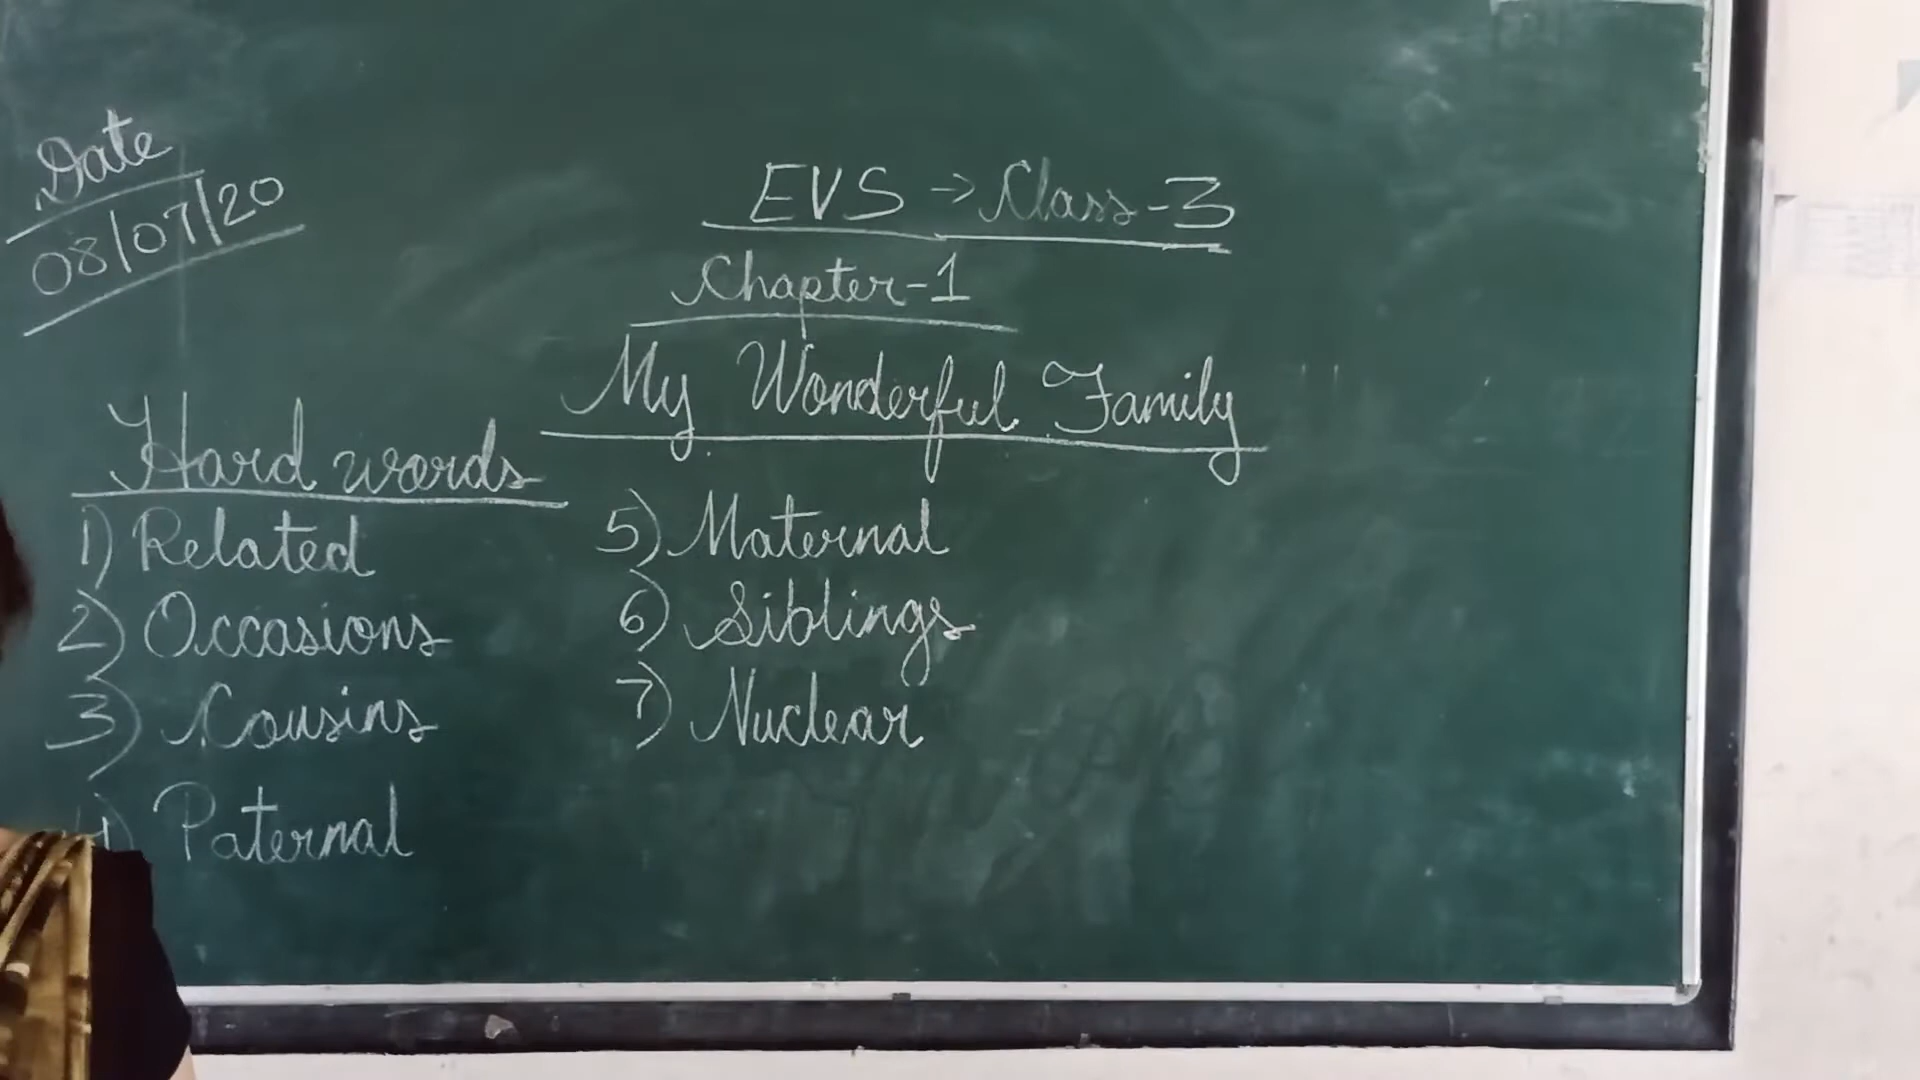 Date
08/07/20
EVS → Class-3
Chapter-1
My Wonderful Family
Hard words
1) Related
2) Occasions
3) Cousins
4) Paternal
5) Maternal
6) Siblings
7) Nuclear